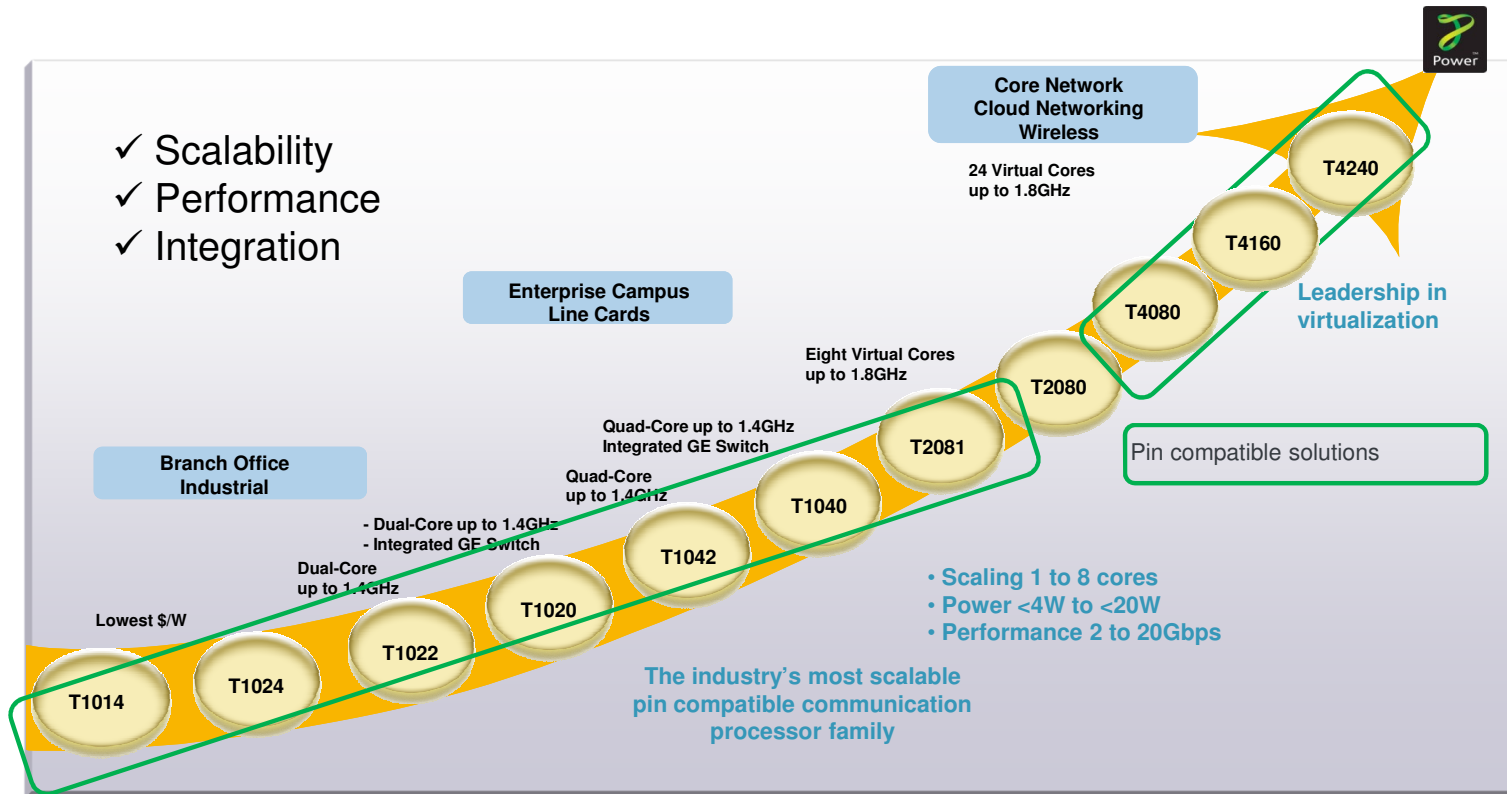 Power
TM
Core Network
Cloud Networking
Wireless
✓ Scalability
✓ Performance
✓ Integration
24 Virtual Cores
up to 1.8GHz
T4240
T4160
Enterprise Campus
Line Cards
T4080
Leadership in
virtualization
Eight Virtual Cores
up to 1.8GHz
T2080
Quad-Core up to 1.4GHz
Integrated GE Switch
T2081
Pin compatible solutions
Branch Office
Industrial
Quad-Core
up to 1.4GHz
T1040
- Dual-Core up to 1.4GHz
- Integrated GE Switch
T1042
Dual-Core
up to 1.4GHz
• Scaling 1 to 8 cores
• Power <4W to <20W
• Performance 2 to 20Gbps
T1020
Lowest $/W
T1022
T1024
T1014
The industry’s most scalable
pin compatible communication
processor family